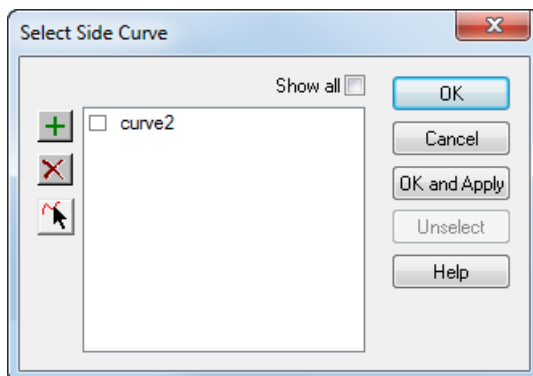 Select Side Curve
Show all
curve2
OK
Cancel
OK and Apply
Unselect
Help